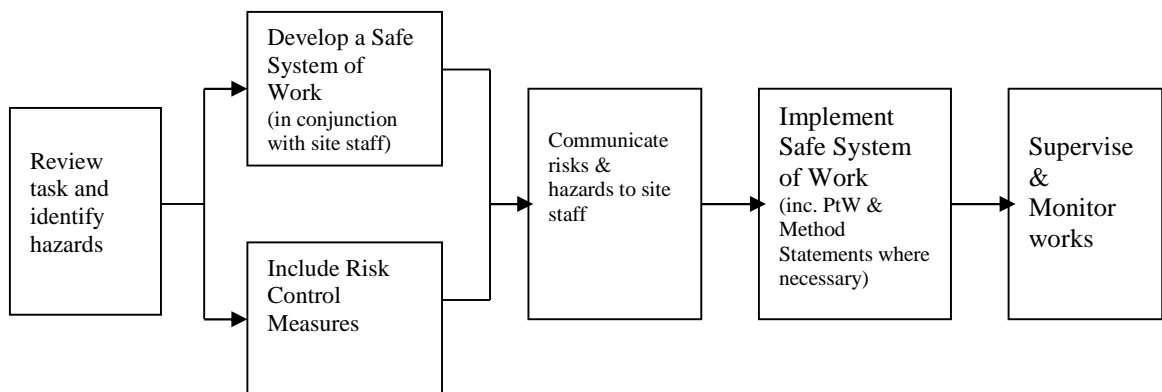 Review
task and
identify
hazards
Develop a Safe
System of
Work
(in conjunction
with site staff)
Include Risk
Control
Measures
Communicate
risks &
hazards to site
staff
Implement
Safe System
of Work
(inc. PtW &
Method
Statements where
necessary)
Supervise
&
Monitor
works